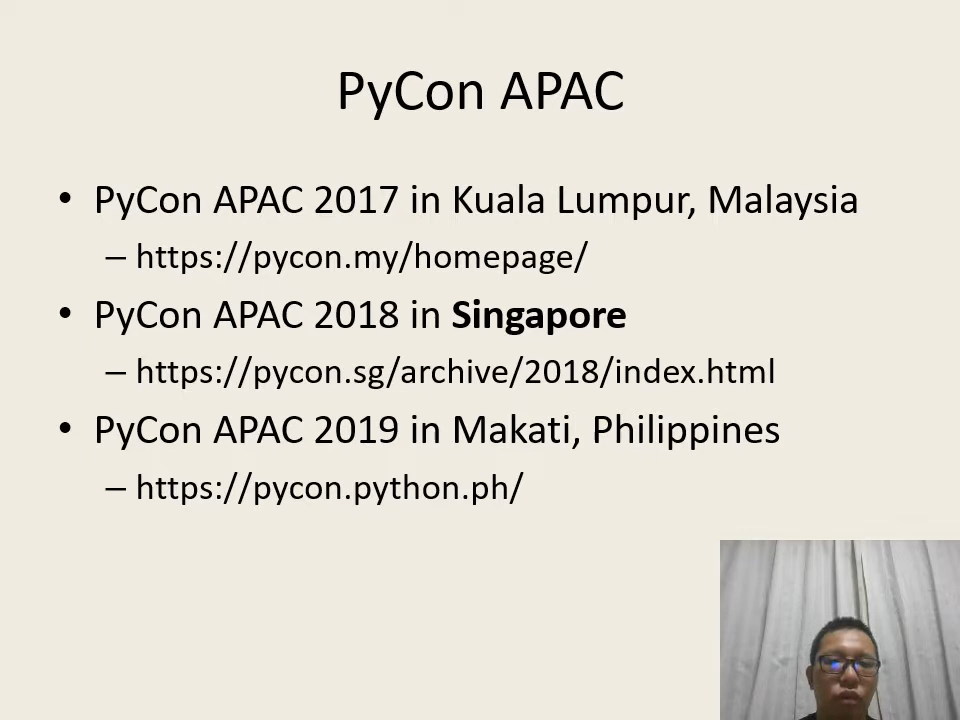 PyCon APAC
• PyCon APAC 2017 in Kuala Lumpur, Malaysia
– https://pycon.my/homepage/
• PyCon APAC 2018 in Singapore
– https://pycon.sg/archive/2018/index.html
• PyCon APAC 2019 in Makati, Philippines
– https://pycon.python.ph/